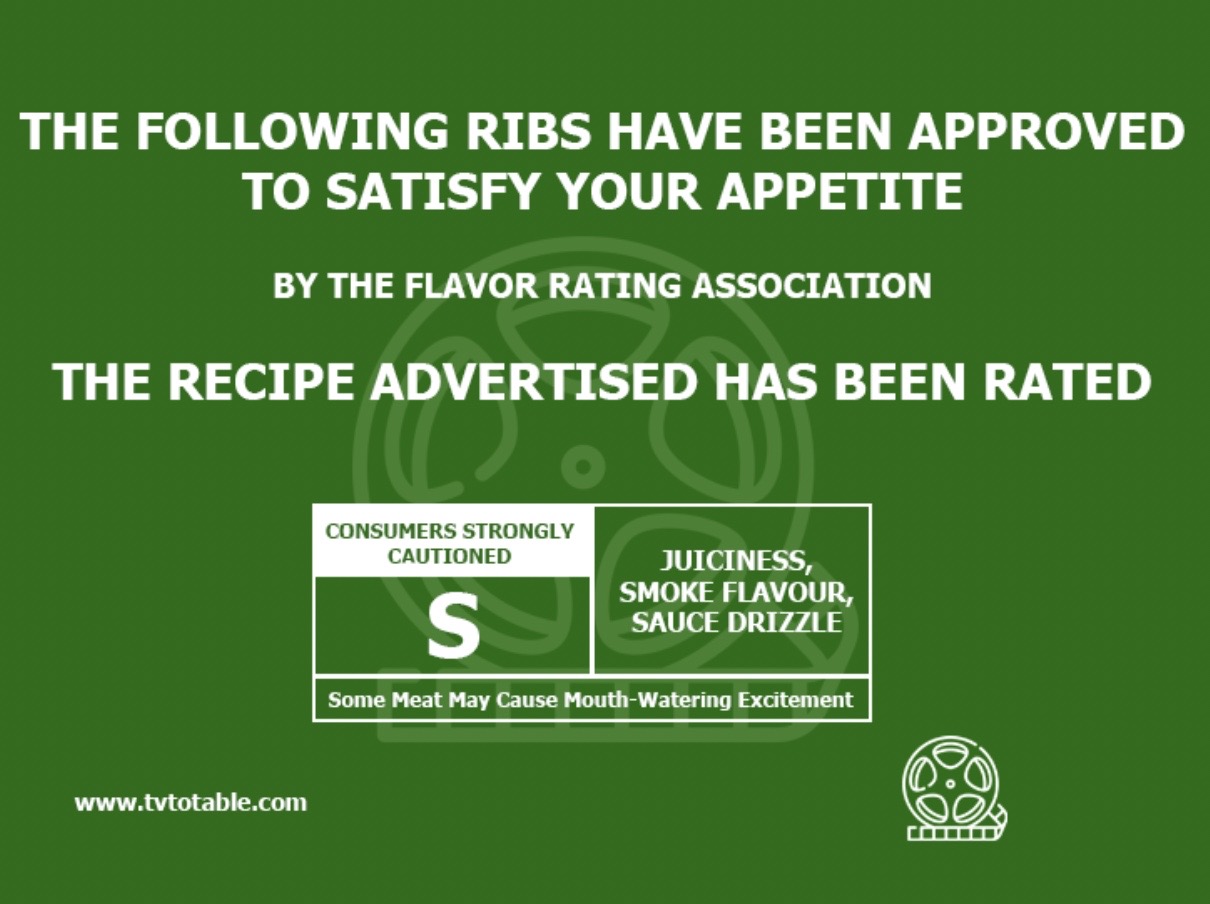 THE FOLLOWING RIBS HAVE BEEN APPROVED
TO SATISFY YOUR APPETITE
BY THE FLAVOR RATING ASSOCIATION
THE RECIPE ADVERTISED HAS BEEN RATED
CONSUMERS STRONGLY
CAUTIONED
S
JUICINESS,
SMOKE FLAVOUR,
SAUCE DRIZZLE
Some Meat May Cause Mouth-Watering Excitement
www.tvtotable.com